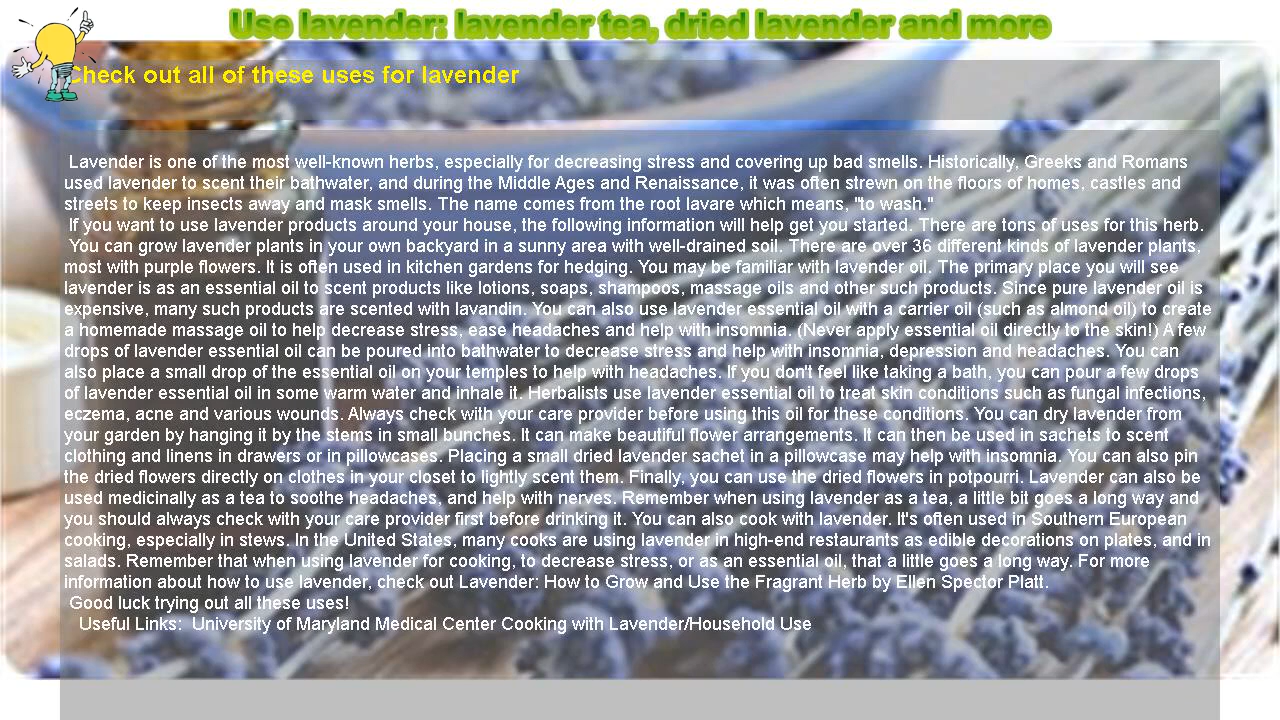 Use lavender: lavender tea, dried lavender and more
Check out all of these uses for lavender
Lavender is one of the most well-known herbs, especially for decreasing stress and covering up bad smells. Historically, Greeks and Romans
used lavender to scent their bathwater, and during the Middle Ages and Renaissance, it was often strewn on the floors of homes, castles and
streets to keep insects away and mask smells. The name comes from the root lavare which means, "to wash."
If you want to use lavender products around your house, the following information will help get you started. There are tons of uses for this herb.
You can grow lavender plants in your own backyard in a sunny area with well-drained soil. There are over 36 different kinds of lavender plants,
most with purple flowers. It is often used in kitchen gardens for hedging. You may be familiar with lavender oil. The primary place you will see
lavender is as an essential oil to scent products like lotions, soaps, shampoos, massage oils and other such products. Since pure lavender oil is
expensive, many such products are scented with lavandin. You can also use lavender essential oil with a carrier oil (such as almond oil) to create
a homemade massage oil to help decrease stress, ease headaches and help with insomnia. (Never apply essential oil directly to the skin!) A few
drops of lavender essential oil can be poured into bathwater to decrease stress and help with insomnia, depression and headaches. You can
also place a small drop of the essential oil on your temples to help with headaches. If you don't feel like taking a bath, you can pour a few drops
of lavender essential oil in some warm water and inhale it. Herbalists use lavender essential oil to treat skin conditions such as fungal infections,
eczema, acne and various wounds. Always check with your care provider before using this oil for these conditions. You can dry lavender from
your garden by hanging it by the stems in small bunches. It can make beautiful flower arrangements. It can then be used in sachets to scent
clothing and linens in drawers or in pillowcases. Placing a small dried lavender sachet in a pillowcase may help with insomnia. You can also pin
the dried flowers directly on clothes in your closet to lightly scent them. Finally, you can use the dried flowers in potpourri. Lavender can also be
used medicinally as a tea to soothe headaches, and help with nerves. Remember when using lavender as a tea, a little bit goes a long way and
you should always check with your care provider first before drinking it. You can also cook with lavender. It's often used in Southern European
cooking, especially in stews. In the United States, many cooks are using lavender in high-end restaurants as edible decorations on plates, and in
salads. Remember that when using lavender for cooking, to decrease stress, or as an essential oil, that a little goes a long way. For more
information about how to use lavender, check out Lavender: How to Grow and Use the Fragrant Herb by Ellen Spector Platt.
Good luck trying out all these uses!
Useful Links: University of Maryland Medical Center Cooking with Lavender/Household Use